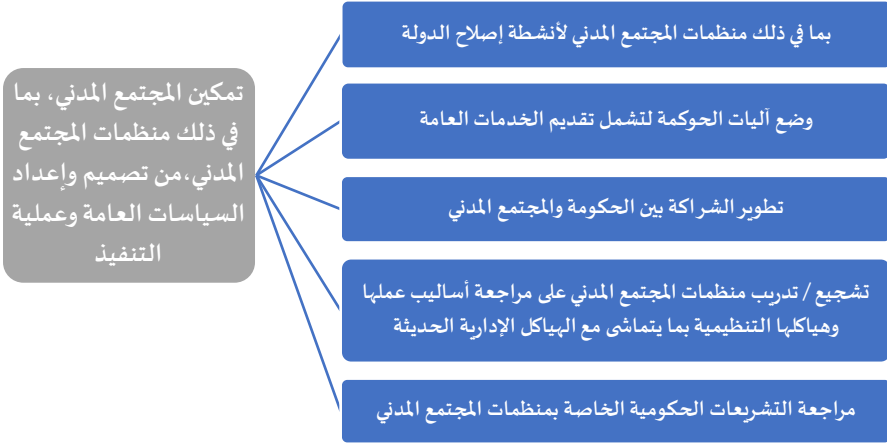 تمكين المجتمع المدني، بما
في ذلك منظمات المجتمع
المدني،من تصميم وإعداد
السياسات العامة وعملية
التنفيذ
بما في ذلك منظمات المجتمع المدني لأنشطة إصلاح الدولة
وضع آليات الحوكمة لتشمل تقديم الخدمات العامة
تطوير الشراكة بين الحكومة والمجتمع المدني
تشجيع / تدريب منظمات المجتمع المدني على مراجعة أساليب عملها
وهياكلها التنظيمية بما يتماشى مع الهياكل الإدارية الحديثة
مراجعة التشريعات الحكومية الخاصة بمنظمات المجتمع المدني